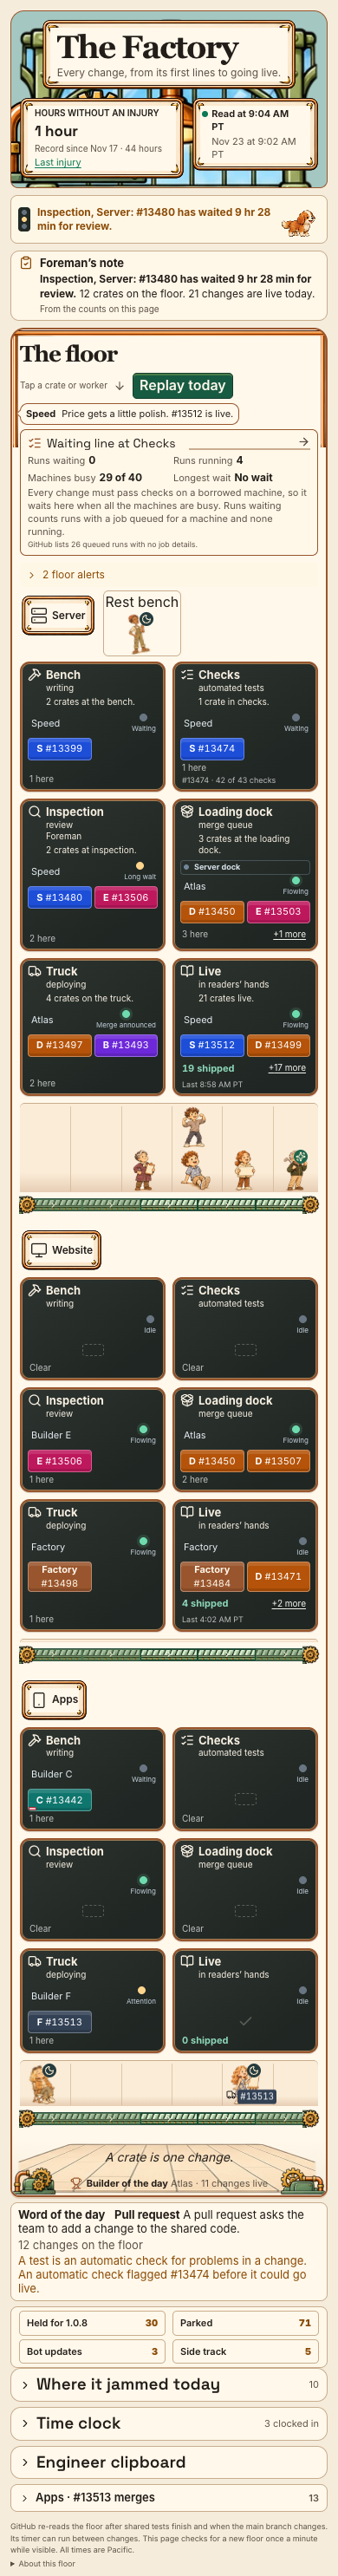 The Factory
Every change, from its first lines to going live.
HOURS WITHOUT AN INJURY
1 hour
Record since Nov 17 · 44 hours
Last injury
Read at 9:04 AM
PT
Nov 23 at 9:02 AM
PT
Inspection, Server: #13480 has waited 9 hr 28
min for review.
Foreman's note
Inspection, Server: #13480 has waited 9 hr 28 min for
review. 12 crates on the floor. 21 changes are live today.
From the counts on this page
The floor
Tap a crate or worker
Replay today
Speed Price gets a little polish. #13512 is live.
Waiting line at Checks
Runs waiting 0
Runs running 4
Machines busy 29 of 40
Longest wait No wait
Every change must pass checks on a borrowed machine, so it
waits here when all the machines are busy. Runs waiting
counts runs with a job queued for a machine and none
running.
GitHub lists 26 queued runs with no job details.
2 floor alerts
Server
Rest bench
Bench
writing
2 crates at the bench.
Speed
Waiting
S #13399
1 here
Checks
automated tests
1 crate in checks.
Speed
Waiting
S #13474
1 here
#13474 · 42 of 43 checks
Inspection
review
Foreman
2 crates at inspection.
Speed
Long wait
S #13480
E #13506
2 here
Loading dock
merge queue
3 crates at the loading
dock.
Server dock
Atlas
Flowing
D #13450
E #13503
3 here
+1 more
Truck
deploying
4 crates on the truck.
Atlas
Merge announced
D #13497
B #13493
2 here
Live
in readers' hands
21 crates live.
Speed
Flowing
S #13512
D #13499
19 shipped
+17 more
Last 8:58 AM PT
Website
Bench
writing
Idle
Clear
Checks
automated tests
Idle
Clear
Inspection
review
Builder E
Flowing
E #13506
1 here
Loading dock
merge queue
Atlas
Flowing
D #13450
D #13507
2 here
Truck
deploying
Factory
Flowing
Factory
#13498
1 here
Live
in readers' hands
Factory
Idle
Factory
#13484
D #13471
4 shipped
+2 more
Last 4:02 AM PT
Apps
Bench
writing
Builder C
Waiting
C #13442
1 here
Checks
automated tests
Idle
Clear
Inspection
review
Flowing
Clear
Loading dock
merge queue
Idle
Clear
Truck
deploying
Builder F
Attention
F #13513
1 here
Live
in readers' hands
Idle
0 shipped
#13513
A crate is one change.
Builder of the day Atlas · 11 changes live
Word of the day Pull request A pull request asks the
team to add a change to the shared code.
12 changes on the floor
A test is an automatic check for problems in a change.
An automatic check flagged #13474 before it could go
live.
Held for 1.0.8 30
Parked 71
Bot updates 3
Side track 5
Where it jammed today 10
Time clock 3 clocked in
Engineer clipboard
Apps · #13513 merges 13
GitHub re-reads the floor after shared tests finish and when the main branch changes.
Its timer can run between changes. This page checks for a new floor once a minute
while visible. All times are Pacific.
About this floor